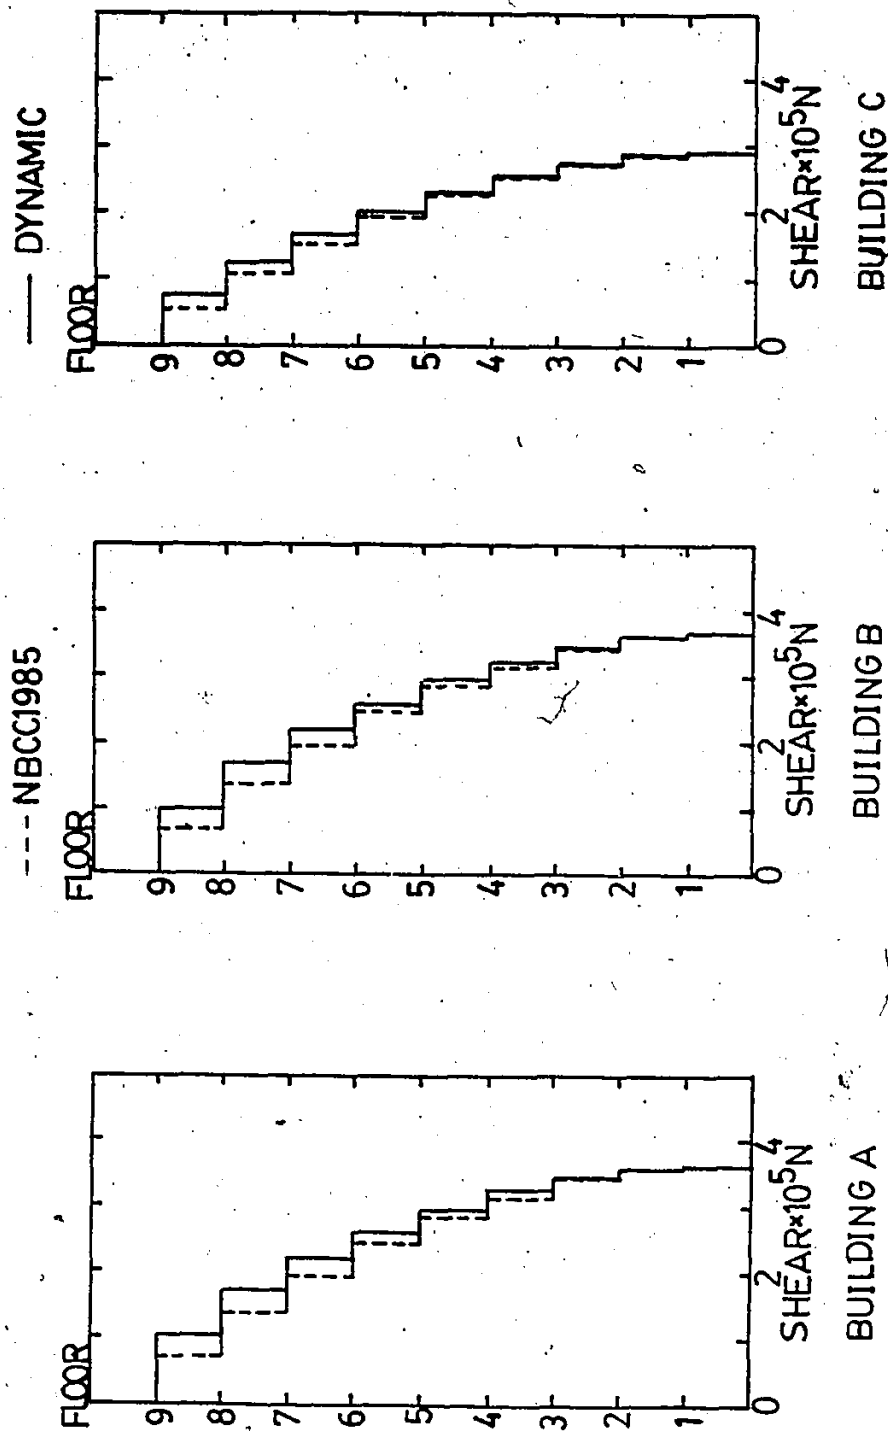 NBCC1985
DYNAMIC
FLOOR
9
8
7
6
5
4
3
2
1
0 2 4
SHEAR×10⁵N
BUILDING A
FLOOR
9
8
7
6
5
4
3
2
1
0 2 4
SHEAR×10⁵N
BUILDING B
FLOOR
9
8
7
6
5
4
3
2
1
0 2 4
SHEAR×10⁵N
BUILDING C